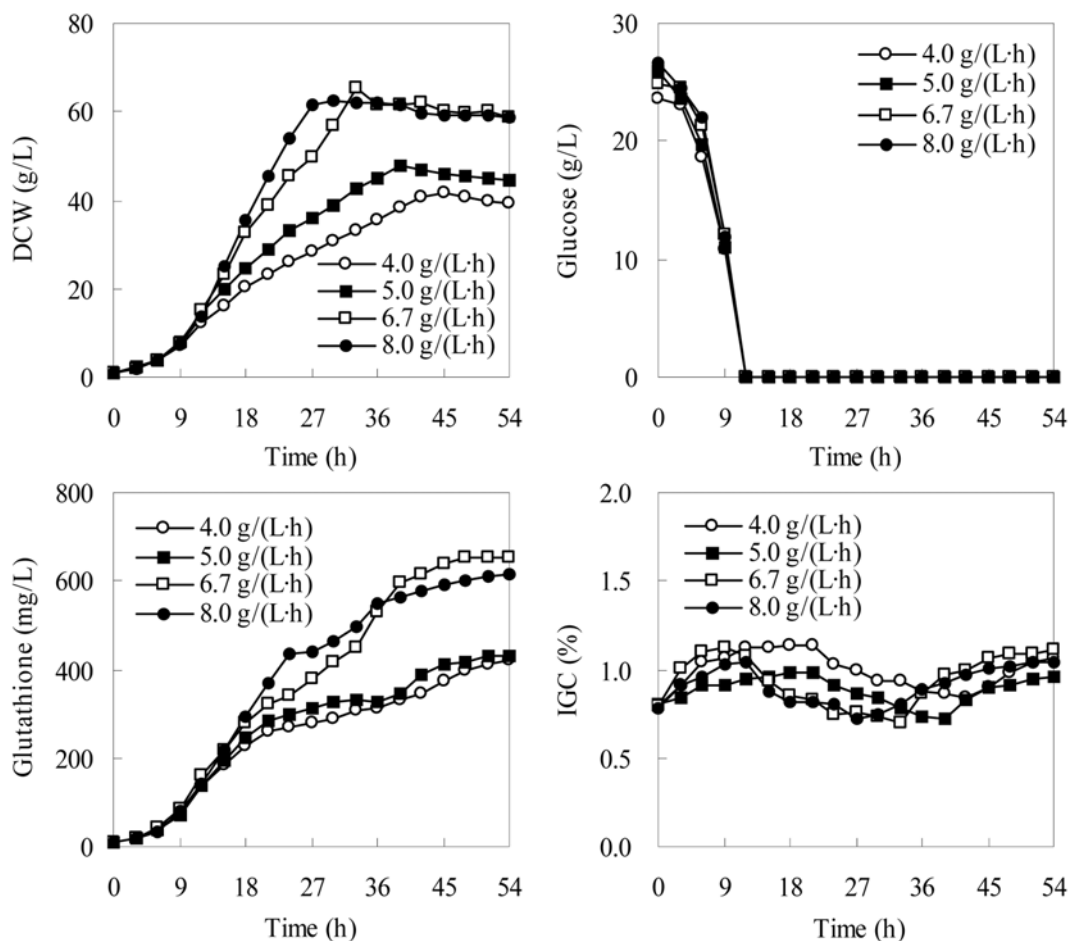 80
60
40
20
0
DCW (g/L)
4.0 g/(L·h)
5.0 g/(L·h)
6.7 g/(L·h)
8.0 g/(L·h)
0 9 18 27 36 45 54
Time (h)
30
20
10
0
Glucose (g/L)
4.0 g/(L·h)
5.0 g/(L·h)
6.7 g/(L·h)
8.0 g/(L·h)
0 9 18 27 36 45 54
Time (h)
800
600
400
200
0
Glutathione (mg/L)
4.0 g/(L·h)
5.0 g/(L·h)
6.7 g/(L·h)
8.0 g/(L·h)
0 9 18 27 36 45 54
Time (h)
2.0
1.5
1.0
0.5
0.0
IGC (%)
4.0 g/(L·h)
5.0 g/(L·h)
6.7 g/(L·h)
8.0 g/(L·h)
0 9 18 27 36 45 54
Time (h)